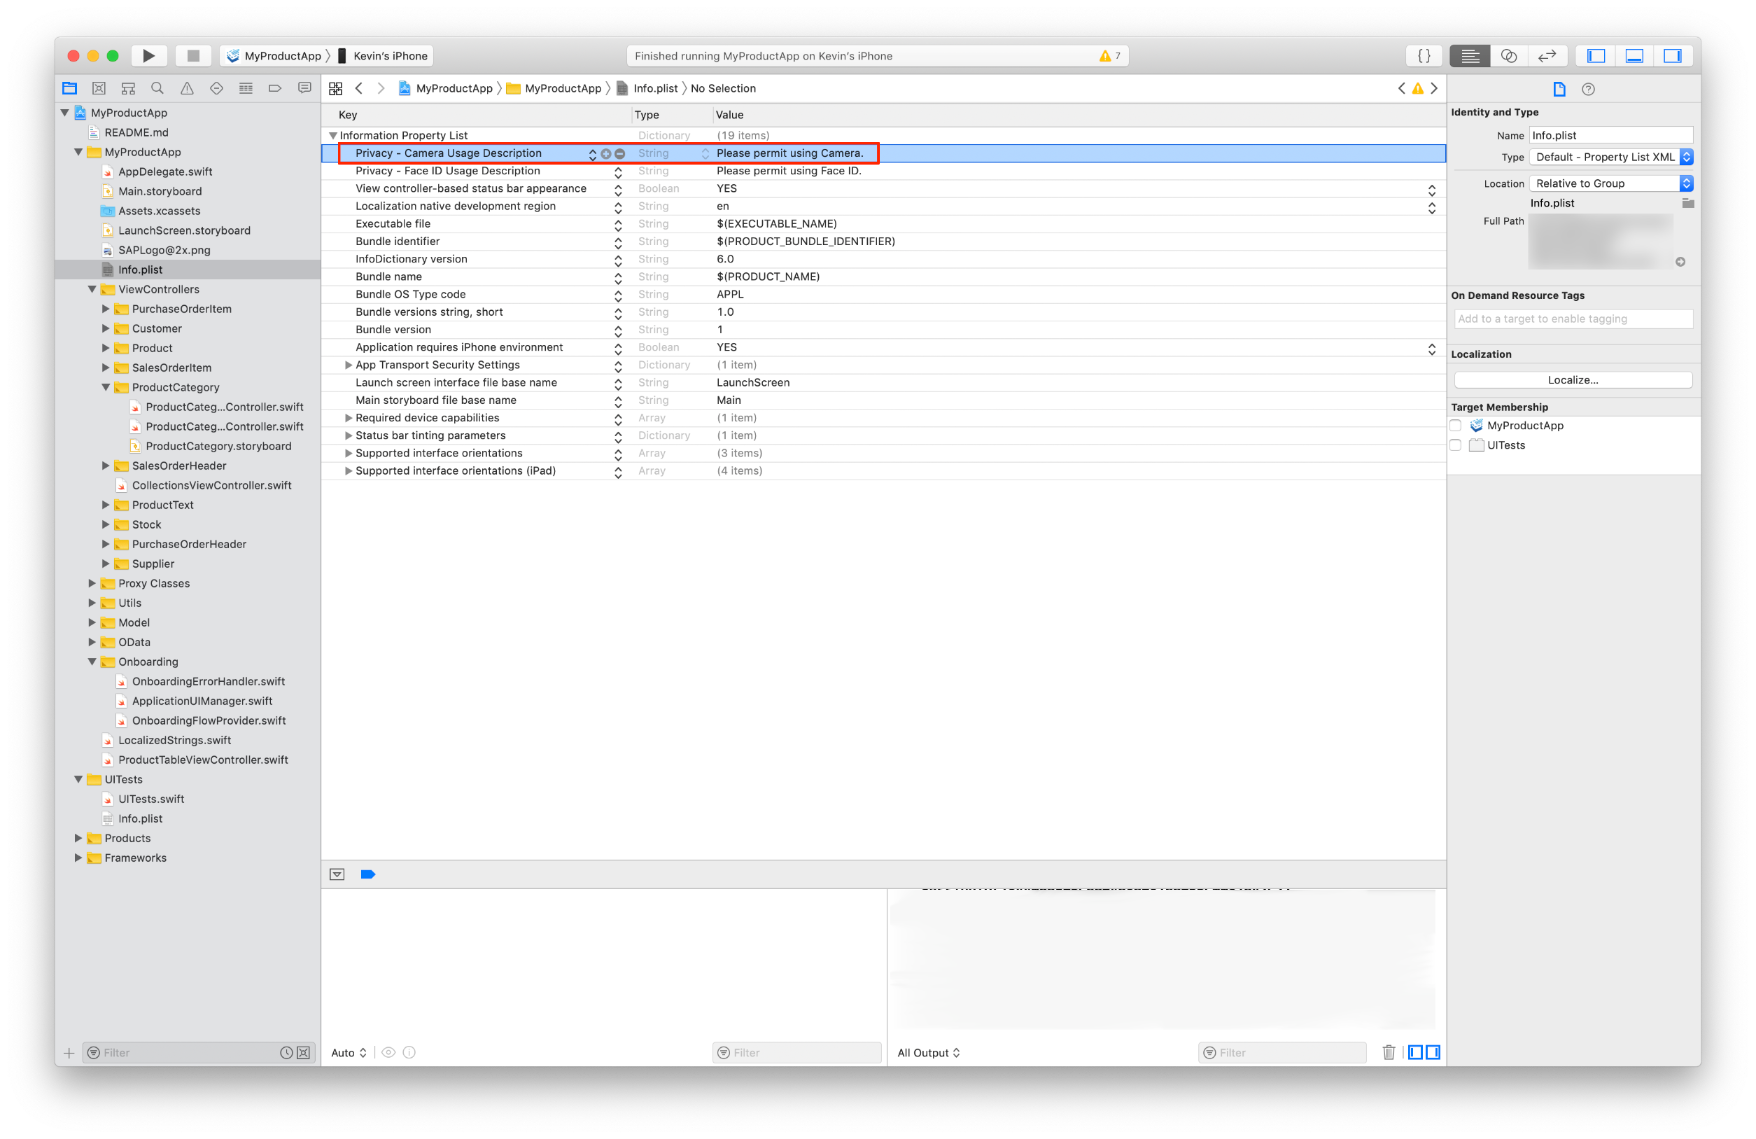 MyProductApp 〉 Kevin's iPhone
Finished running MyProductApp on Kevin's iPhone
7
{ }
MyProductApp 〉 MyProductApp 〉 Info.plist 〉 No Selection
MyProductApp
README.md
MyProductApp
AppDelegate.swift
Main.storyboard
Assets.xcassets
LaunchScreen.storyboard
SAPLogo@2x.png
Info.plist
ViewControllers
PurchaseOrderItem
Customer
Product
SalesOrderItem
ProductCategory
ProductCateg...Controller.swift
ProductCateg...Controller.swift
ProductCategory.storyboard
SalesOrderHeader
CollectionsViewController.swift
ProductText
Stock
PurchaseOrderHeader
Supplier
Proxy Classes
Utils
Model
OData
Onboarding
OnboardingErrorHandler.swift
ApplicationUIManager.swift
OnboardingFlowProvider.swift
LocalizedStrings.swift
ProductTableViewController.swift
UITests
UITests.swift
Info.plist
Products
Frameworks
Filter
Key Type Value
Information Property List Dictionary (19 items)
Privacy - Camera Usage Description String Please permit using Camera.
Privacy - Face ID Usage Description String Please permit using Face ID.
View controller-based status bar appearance Boolean YES
Localization native development region String en
Executable file String $(EXECUTABLE_NAME)
Bundle identifier String $(PRODUCT_BUNDLE_IDENTIFIER)
InfoDictionary version String 6.0
Bundle name String $(PRODUCT_NAME)
Bundle OS Type code String APPL
Bundle versions string, short String 1.0
Bundle version String 1
Application requires iPhone environment Boolean YES
App Transport Security Settings Dictionary (1 item)
Launch screen interface file base name String LaunchScreen
Main storyboard file base name String Main
Required device capabilities Array (1 item)
Status bar tinting parameters Dictionary (1 item)
Supported interface orientations Array (3 items)
Supported interface orientations (iPad) Array (4 items)
Auto
Filter
All Output
Filter
Identity and Type
Name Info.plist
Type Default - Property List XML
Location Relative to Group
Info.plist
Full Path
On Demand Resource Tags
Add to a target to enable tagging
Localization
Localize...
Target Membership
MyProductApp
UITests